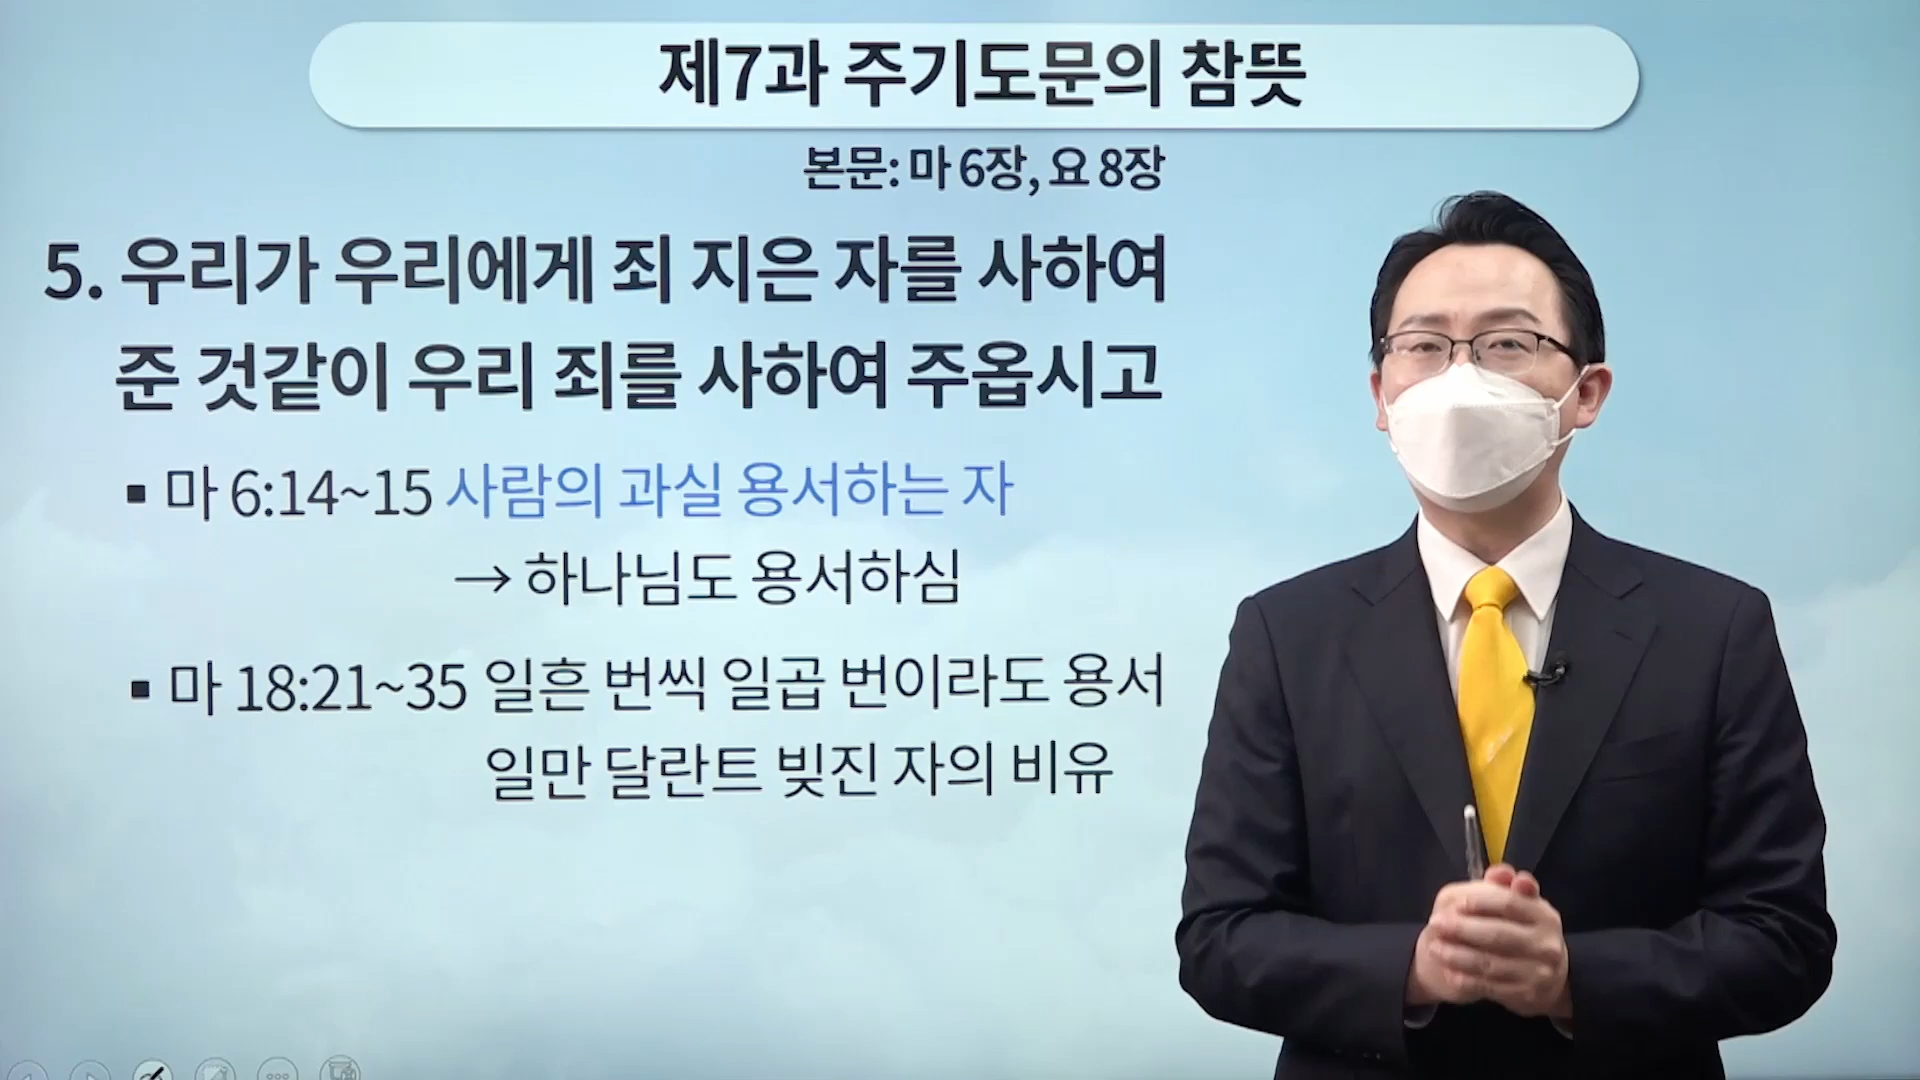 제7과 주기도문의 참뜻
본문: 마 6장, 요 8장
5. 우리가 우리에게 죄 지은 자를 사하여
준 것같이 우리 죄를 사하여 주옵시고
▪ 마 6:14~15 사람의 과실 용서하는 자
→ 하나님도 용서하심
▪ 마 18:21~35 일흔 번씩 일곱 번이라도 용서
일만 달란트 빚진 자의 비유